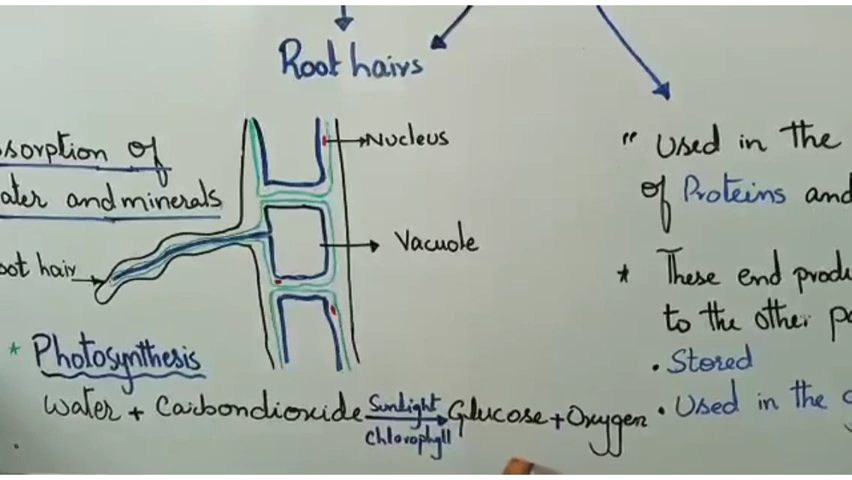 Root hairs
sorption of
ater and minerals
oot hair
Nucleus
Vacuole
* Photosynthesis
Water + Carbondioxide Sunlight Chlorophyll Glucose + Oxygen
" Used in the
of Proteins and
* These end produ
to the other pa
• Stored
• Used in the